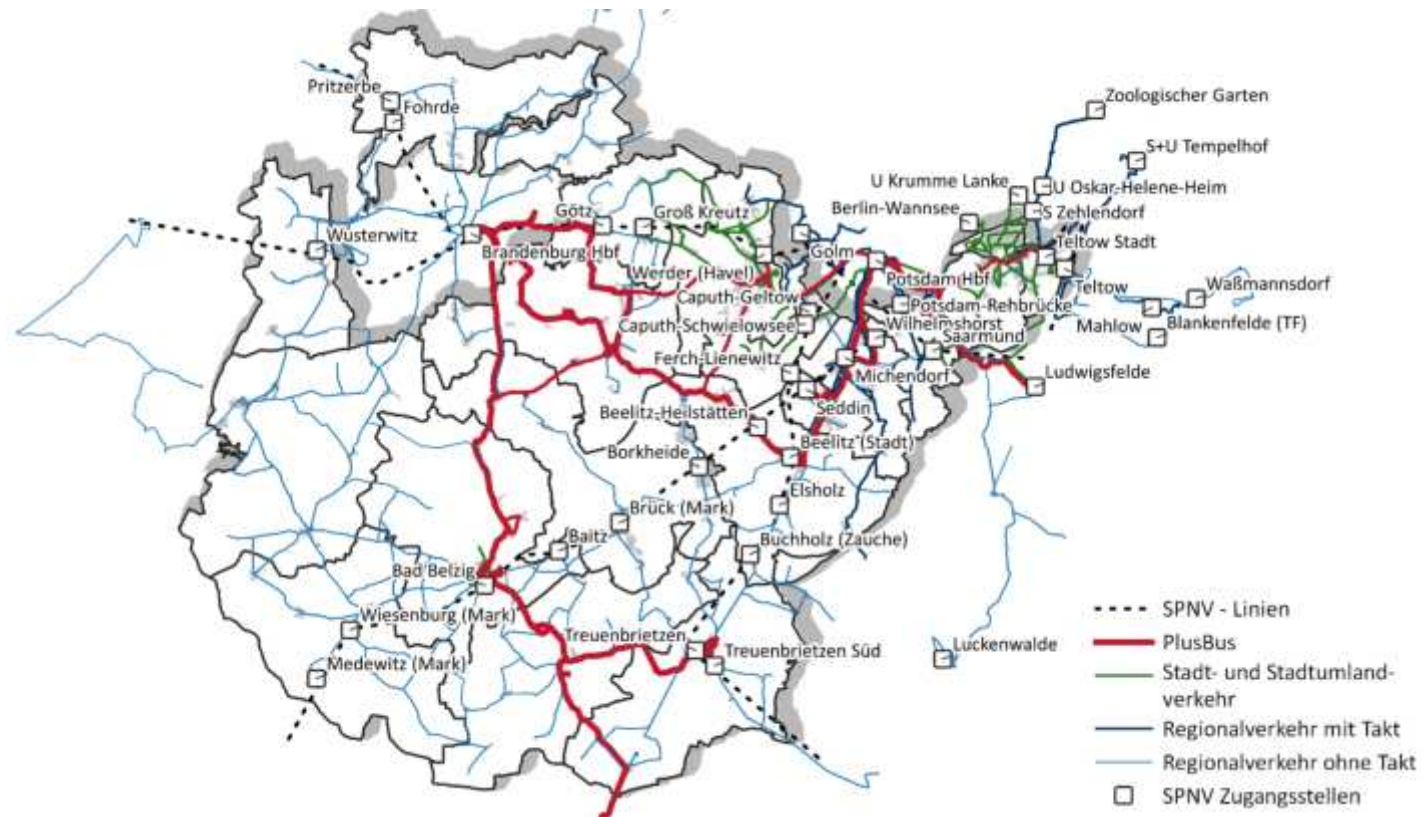 Zoologischer Garten
Pritzerbe
Fohrde
S+U Tempelhof
U Krumme Lanke
U Oskar-Helene-Heim
Berlin-Wannsee
S Zehlendorf
Götz
Groß Kreutz
Wusterwitz
Teltow Stadt
Brandenburg Hbf
Golm
Werder (Havel)
Potsdam Hbf
Teltow
Waßmannsdorf
Caputh-Geltow
Potsdam-Rehbrücke
Mahlow
Blankenfelde (TF)
Caputh-Schwielowsee
Wilhelmshorst
Saarmund
Ferch-Lienewitz
Michendorf
Ludwigsfelde
Seddin
Beelitz-Heilstätten
Beelitz (Stadt)
Borkheide
Elsholz
Brück (Mark)
Baitz
Buchholz (Zauche)
Bad Belzig
Wiesenburg (Mark)
Treuenbrietzen
Treuenbrietzen Süd
Medewitz (Mark)
Luckenwalde
SPNV - Linien
PlusBus
Stadt- und Stadtumland-
verkehr
Regionalverkehr mit Takt
Regionalverkehr ohne Takt
SPNV Zugangsstellen